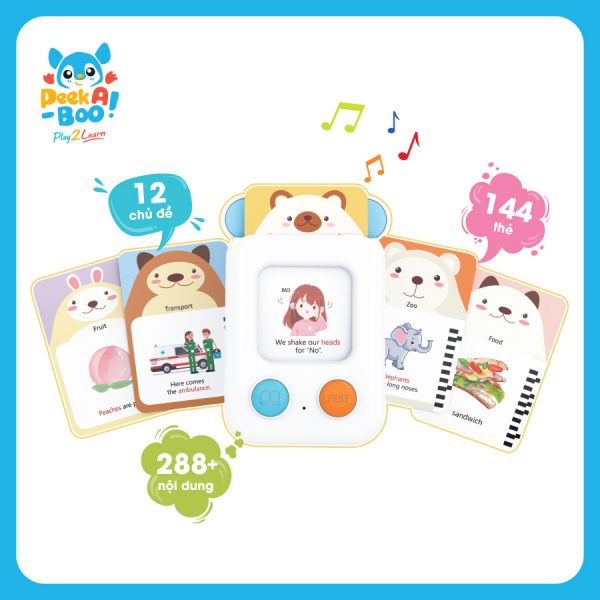 Peek A
-Boo!
Play2Learn
12
chủ đề
144
thẻ
Fruit
Peaches are p
Transport
Here comes
the ambulance.
NO
We shake our heads
for "No".
TEST
Zoo
lephants
long noses.
Food
sandwich
288+
nội dung